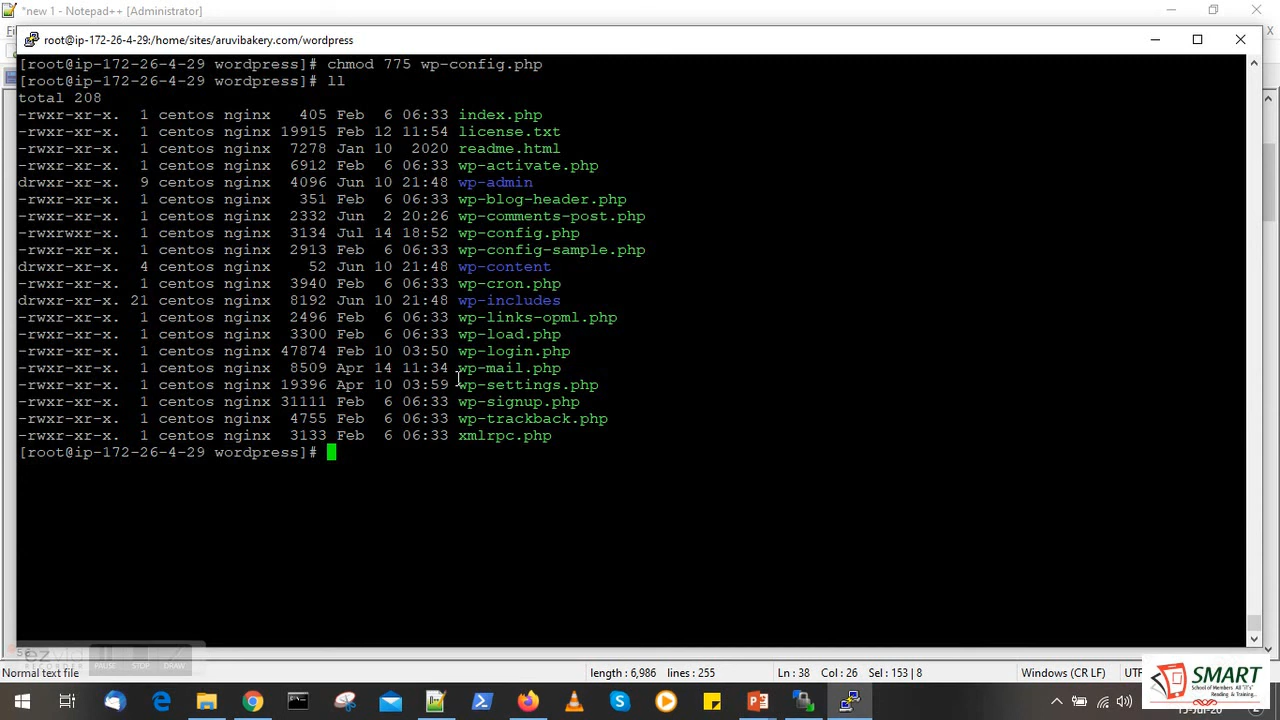 *new 1 - Notepad++ [Administrator]
root@ip-172-26-4-29:/home/sites/aruvibakery.com/wordpress
[root@ip-172-26-4-29 wordpress]# chmod 775 wp-config.php
[root@ip-172-26-4-29 wordpress]# ll
total 208
-rwxr-xr-x. 1 centos nginx 405 Feb 6 06:33 index.php
-rwxr-xr-x. 1 centos nginx 19915 Feb 12 11:54 license.txt
-rwxr-xr-x. 1 centos nginx 7278 Jan 10 2020 readme.html
-rwxr-xr-x. 1 centos nginx 6912 Feb 6 06:33 wp-activate.php
drwxr-xr-x. 9 centos nginx 4096 Jun 10 21:48 wp-admin
-rwxr-xr-x. 1 centos nginx 351 Feb 6 06:33 wp-blog-header.php
-rwxr-xr-x. 1 centos nginx 2332 Jun 2 20:26 wp-comments-post.php
-rwxrwxr-x. 1 centos nginx 3134 Jul 14 18:52 wp-config.php
-rwxr-xr-x. 1 centos nginx 2913 Feb 6 06:33 wp-config-sample.php
drwxr-xr-x. 4 centos nginx 52 Jun 10 21:48 wp-content
-rwxr-xr-x. 1 centos nginx 3940 Feb 6 06:33 wp-cron.php
drwxr-xr-x. 21 centos nginx 8192 Jun 10 21:48 wp-includes
-rwxr-xr-x. 1 centos nginx 2496 Feb 6 06:33 wp-links-opml.php
-rwxr-xr-x. 1 centos nginx 3300 Feb 6 06:33 wp-load.php
-rwxr-xr-x. 1 centos nginx 47874 Feb 10 03:50 wp-login.php
-rwxr-xr-x. 1 centos nginx 8509 Apr 14 11:34 wp-mail.php
-rwxr-xr-x. 1 centos nginx 19396 Apr 10 03:59 wp-settings.php
-rwxr-xr-x. 1 centos nginx 31111 Feb 6 06:33 wp-signup.php
-rwxr-xr-x. 1 centos nginx 4755 Feb 6 06:33 wp-trackback.php
-rwxr-xr-x. 1 centos nginx 3133 Feb 6 06:33 xmlrpc.php
[root@ip-172-26-4-29 wordpress]#
ezvid
RECORDER
PAUSE STOP DRAW
Normal text file length : 6,986 lines : 255 Ln : 38 Col : 26 Sel : 153 | 8 Windows (CR LF)
SMART
School of Members All "IT's"
Reading & Training...